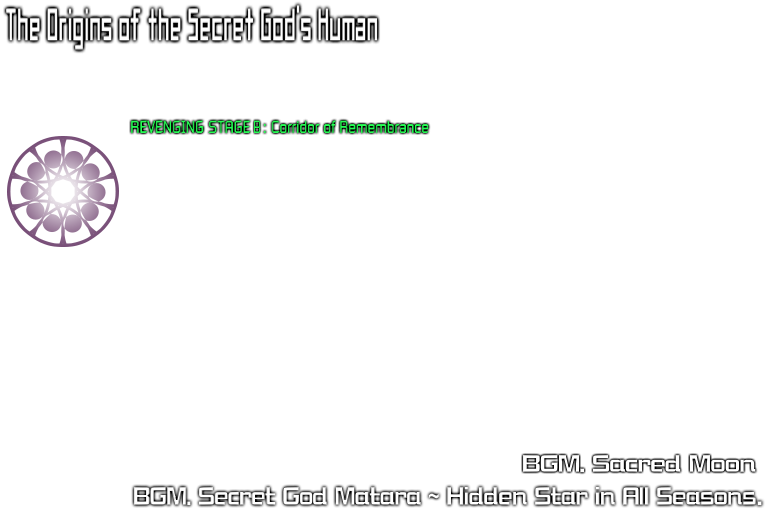 The Origins of the Secret God's Human
REVENGING STAGE 8 : Corridor of Remembrance
BGM. Sacred Moon
BGM. Secret God Matara ~ Hidden Star in All Seasons.